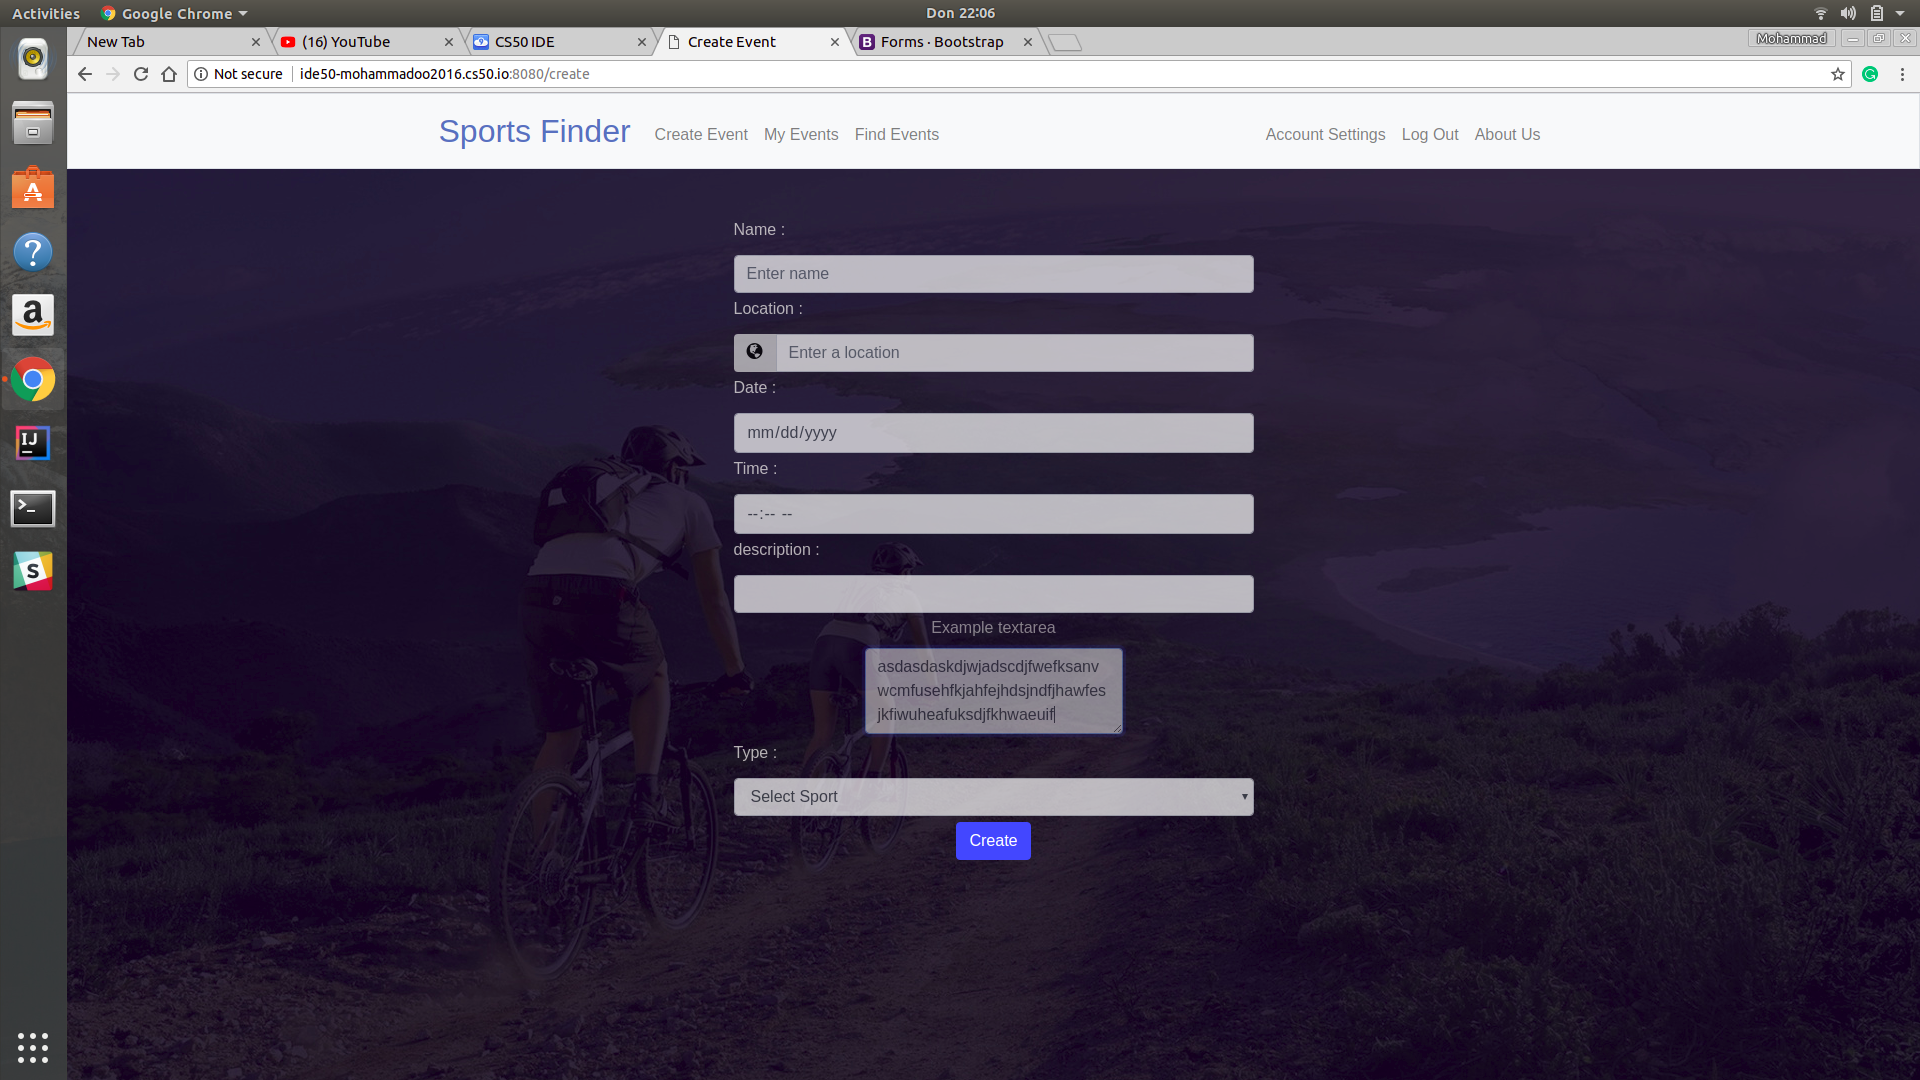 Activities Google Chrome Don 22:06
New Tab (16) YouTube CS50 IDE Create Event Forms · Bootstrap Mohammad
Not secure ide50-mohammadoo2016.cs50.io:8080/create
Sports Finder Create Event My Events Find Events Account Settings Log Out About Us
Name :
Enter name
Location :
Enter a location
Date :
mm/dd/yyyy
Time :
--:-- --
description :
Example textarea
asdasdaskdjwjadscdjfwefksanv
wcmfusehfkjahfejhdsjndfjhawfes
jkfiwuheafuksdjfkhwaeuif
Type :
Select Sport
Create